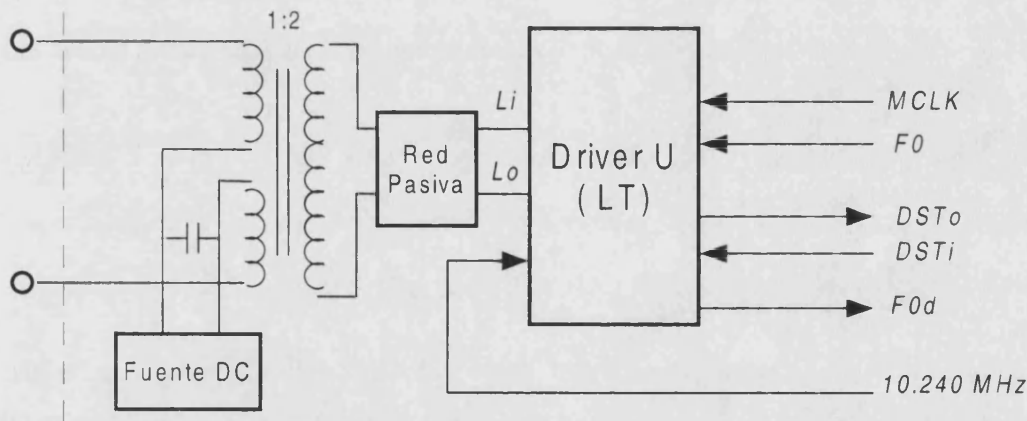 1:2
Li
Lo
Red
Pasiva
Driver U
(LT)
MCLK
F0
DSTo
DSTi
F0d
Fuente DC
10.240 MHz